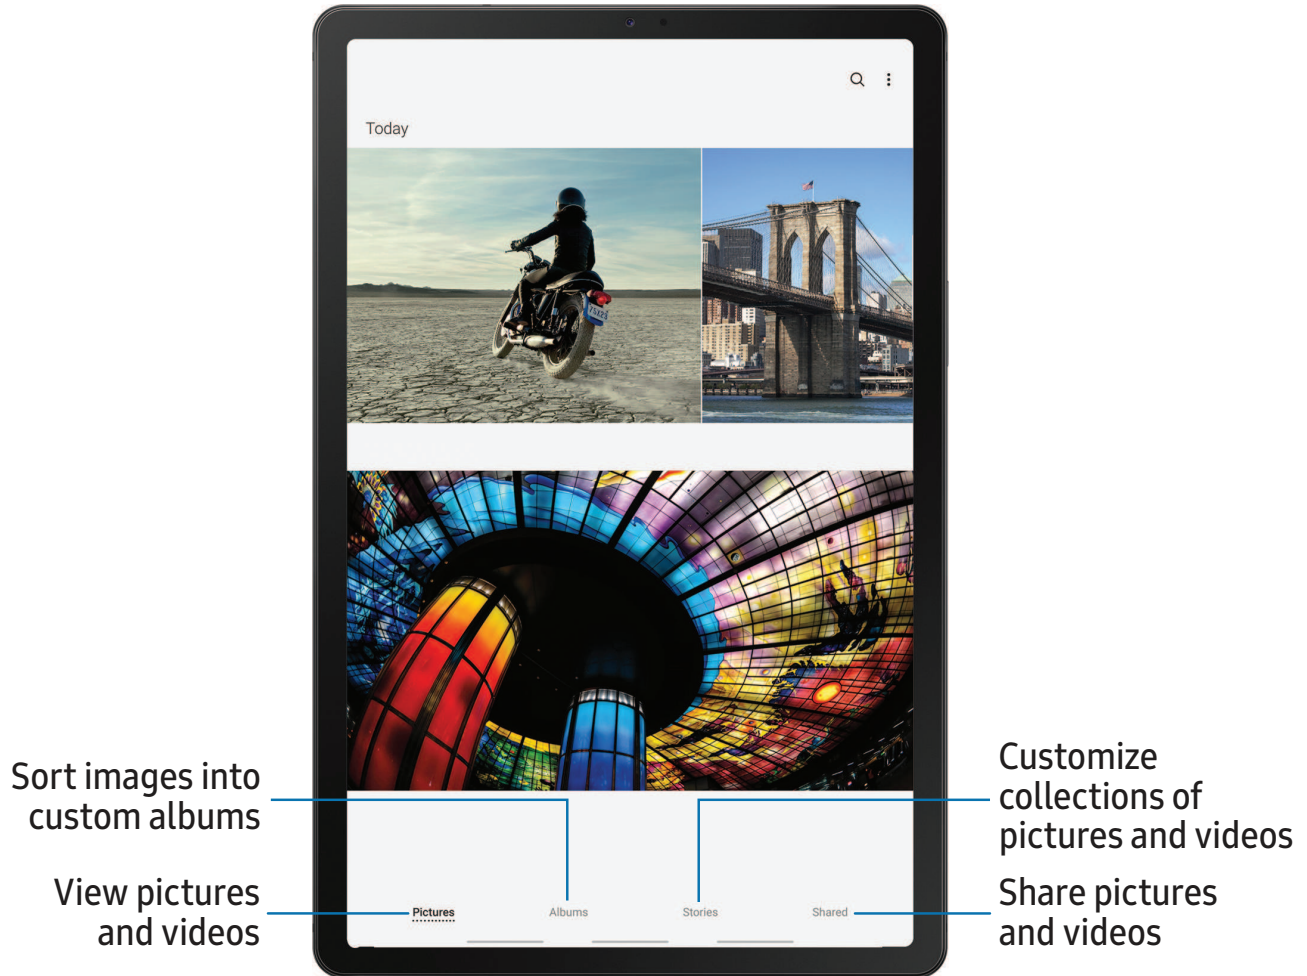 Today
Sort images into
custom albums
View pictures
and videos
Customize
collections of
pictures and videos
Share pictures
and videos
Pictures
Albums
Stories
Shared